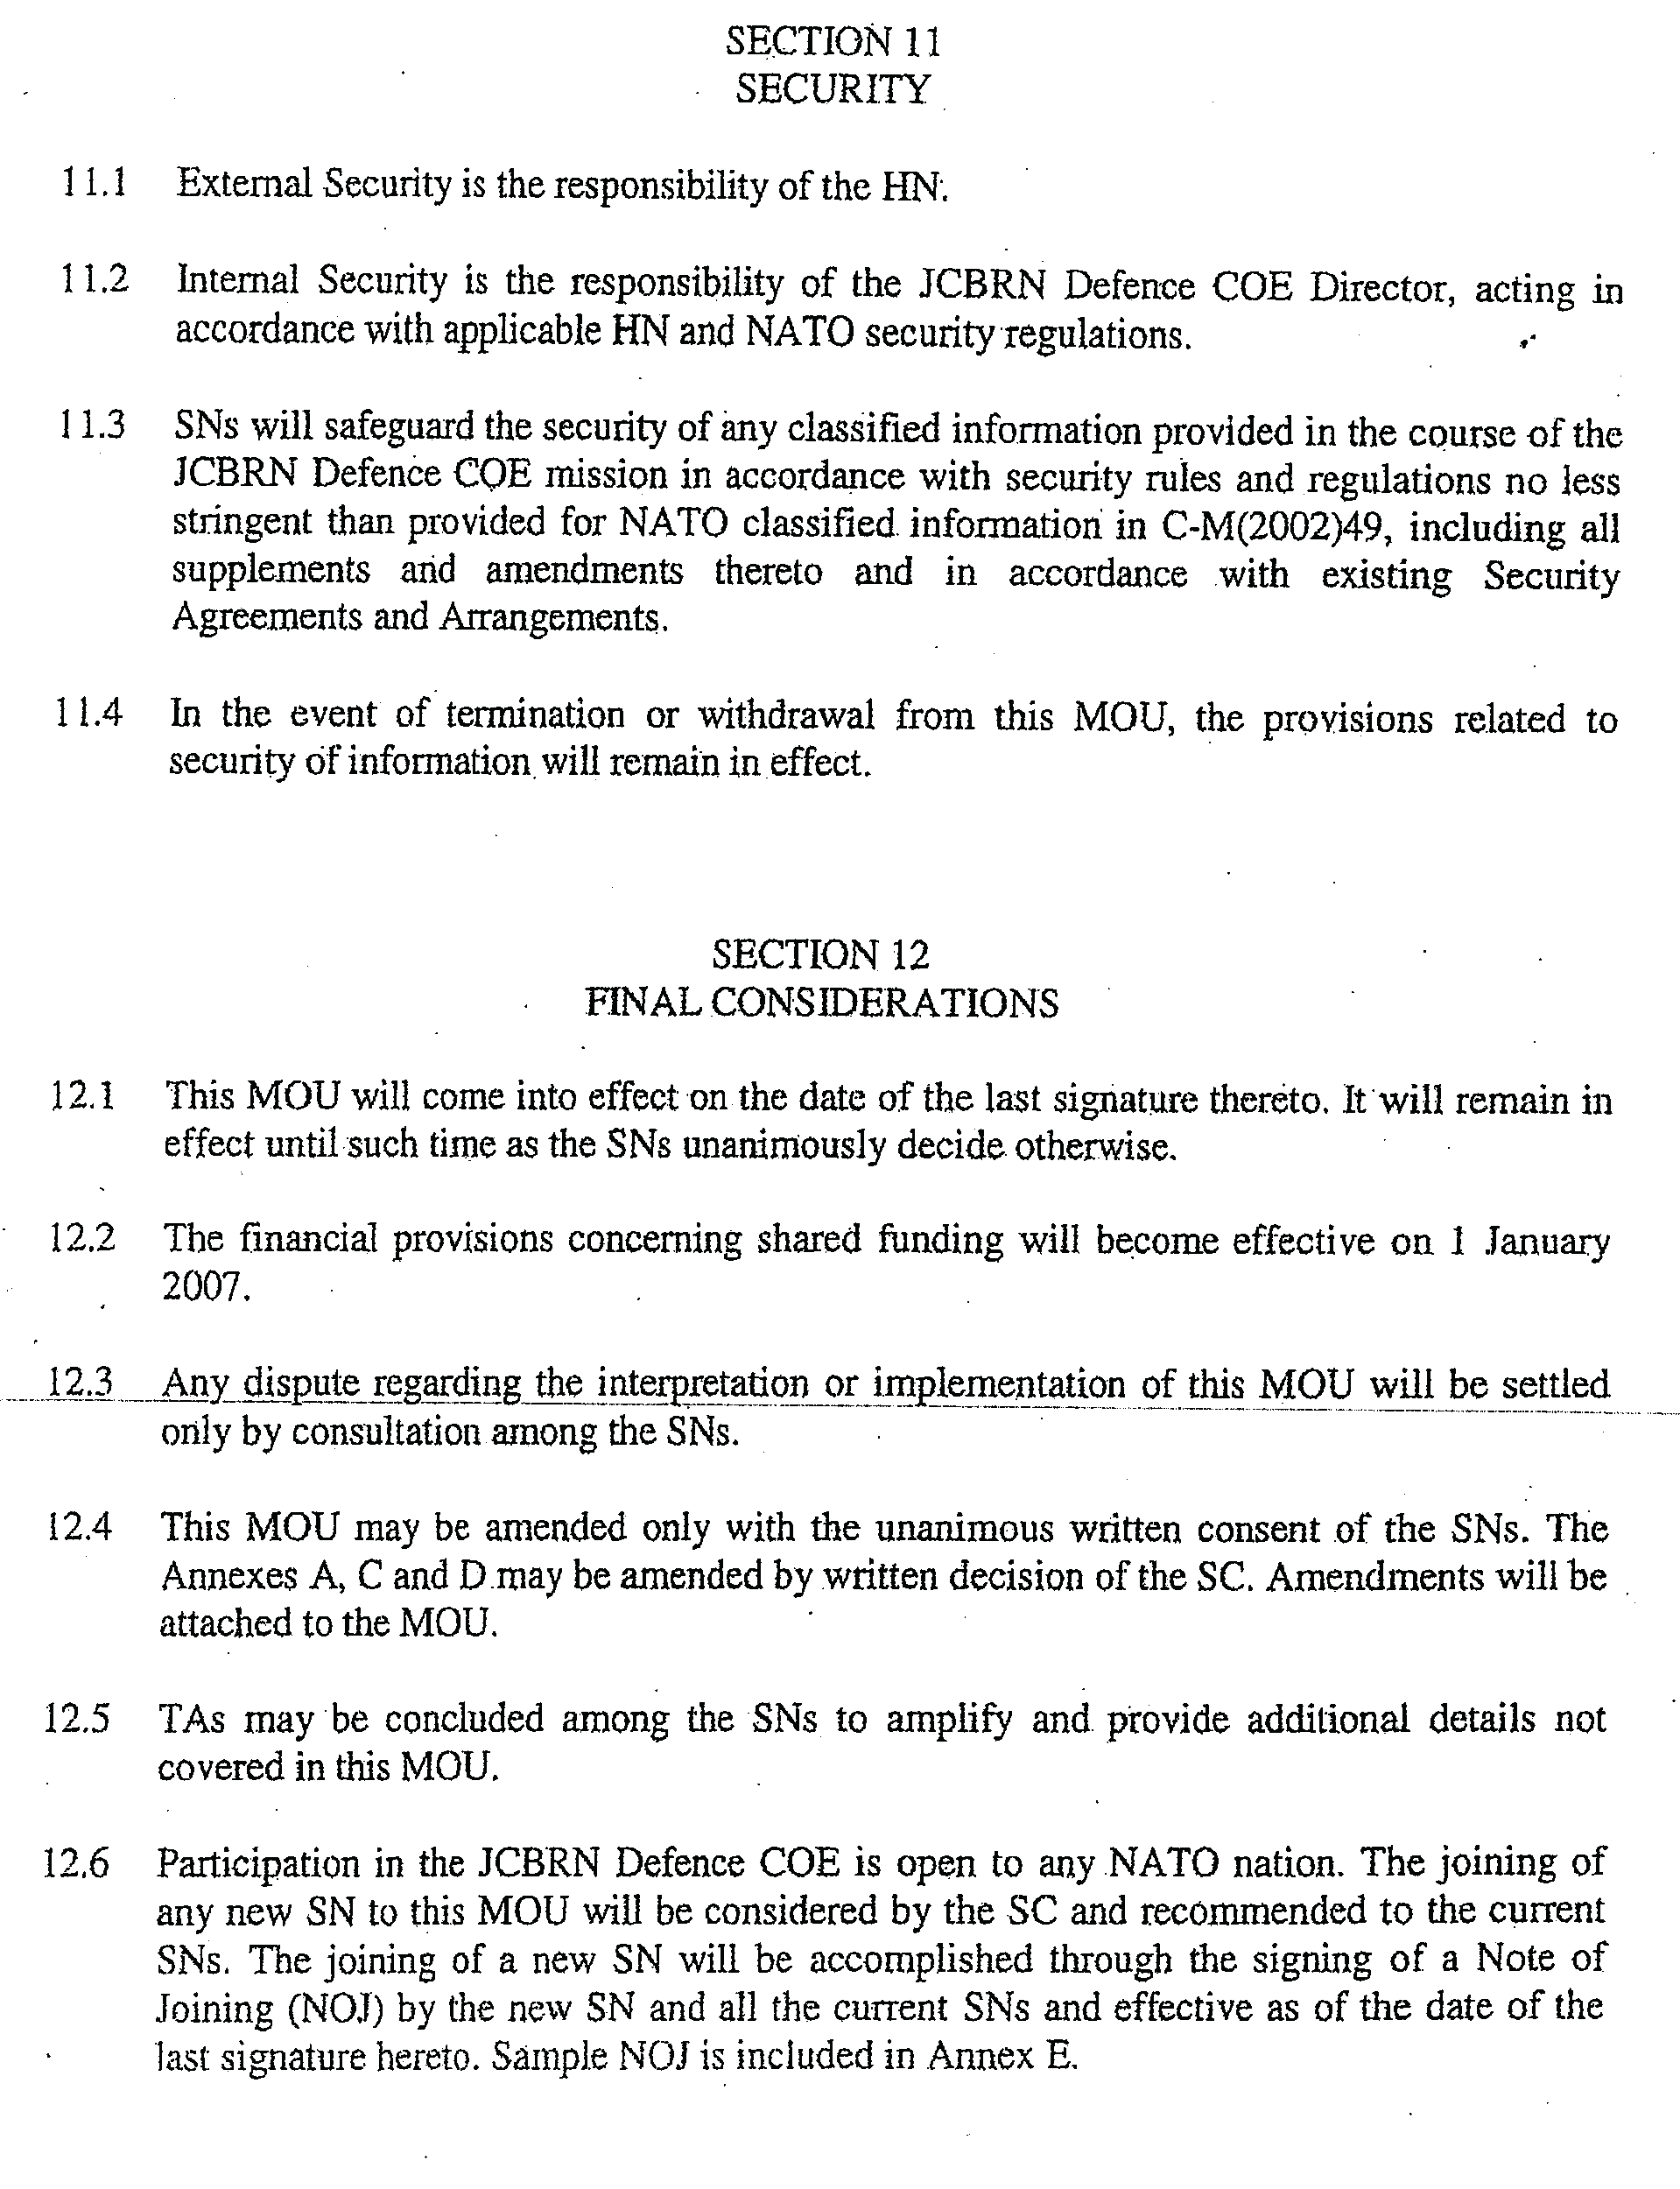 SECTION 11
SECURITY
11.1 External Security is the responsibility of the HN.
11.2 Internal Security is the responsibility of the JCBRN Defence COE Director, acting in
accordance with applicable HN and NATO security regulations.
11.3 SNs will safeguard the security of any classified information provided in the course of the
JCBRN Defence COE mission in accordance with security rules and regulations no less
stringent than provided for NATO classified information in C-M(2002)49, including all
supplements and amendments thereto and in accordance with existing Security
Agreements and Arrangements.
11.4 In the event of termination or withdrawal from this MOU, the provisions related to
security of information will remain in effect.
SECTION 12
FINAL CONSIDERATIONS
12.1 This MOU will come into effect on the date of the last signature thereto. It will remain in
effect until such time as the SNs unanimously decide otherwise.
12.2 The financial provisions concerning shared funding will become effective on 1 January
2007.
12.3 Any dispute regarding the interpretation or implementation of this MOU will be settled
only by consultation among the SNs.
12.4 This MOU may be amended only with the unanimous written consent of the SNs. The
Annexes A, C and D may be amended by written decision of the SC. Amendments will be
attached to the MOU.
12.5 TAs may be concluded among the SNs to amplify and provide additional details not
covered in this MOU.
12.6 Participation in the JCBRN Defence COE is open to any NATO nation. The joining of
any new SN to this MOU will be considered by the SC and recommended to the current
SNs. The joining of a new SN will be accomplished through the signing of a Note of
Joining (NOJ) by the new SN and all the current SNs and effective as of the date of the
last signature hereto. Sample NOJ is included in Annex E.